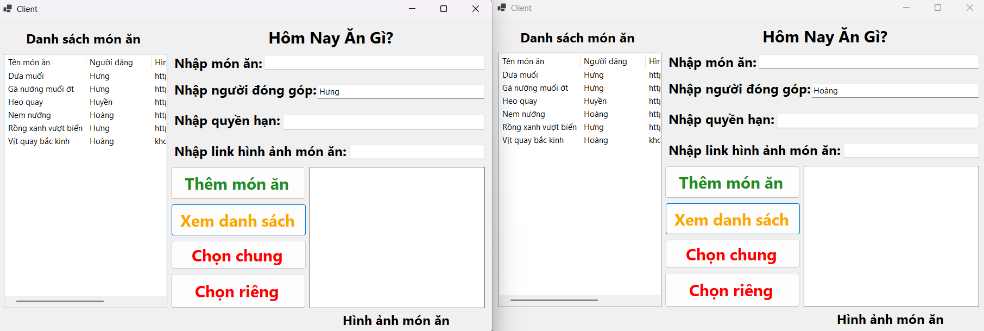 Client
Danh sách món ăn
Tên món ăn Người đăng Hìn
Dưa muối Hưng http
Gà nướng muối ớt Hưng http
Heo quay Huyền http
Nem nướng Hoàng http
Rồng xanh vượt biển Hưng http
Vịt quay bắc kinh Hoàng kho
Hôm Nay Ăn Gì?
Nhập món ăn:
Nhập người đóng góp: Hưng
Nhập quyền hạn:
Nhập link hình ảnh món ăn:
Thêm món ăn
Xem danh sách
Chọn chung
Chọn riêng
Hình ảnh món ăn
Client
Danh sách món ăn
Tên món ăn Người đăng Hìn
Dưa muối Hưng http
Gà nướng muối ớt Hưng http
Heo quay Huyền http
Nem nướng Hoàng http
Rồng xanh vượt biển Hưng http
Vịt quay bắc kinh Hoàng kho
Hôm Nay Ăn Gì?
Nhập món ăn:
Nhập người đóng góp: Hoàng
Nhập quyền hạn:
Nhập link hình ảnh món ăn:
Thêm món ăn
Xem danh sách
Chọn chung
Chọn riêng
Hình ảnh món ăn